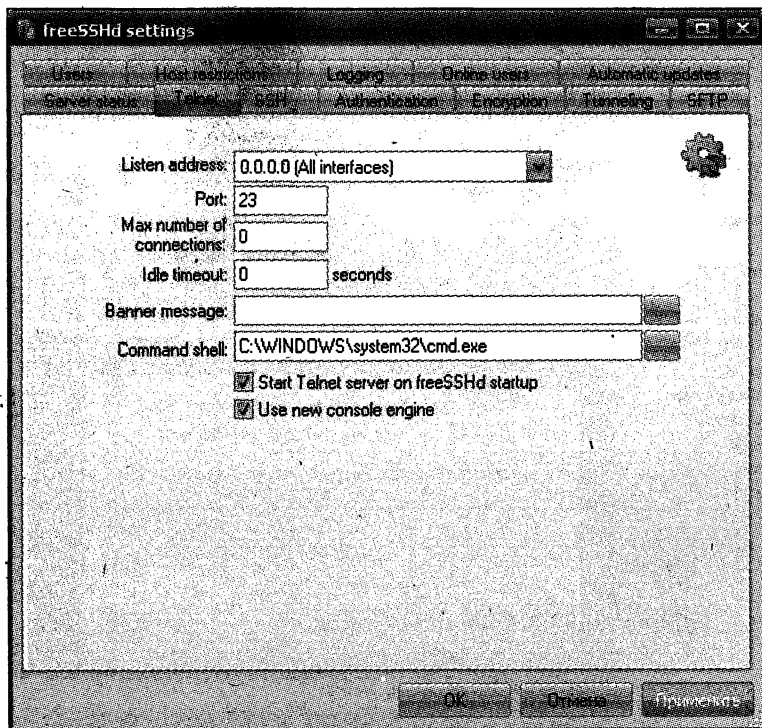 freeSSHd settings
Users Host restrictions Logging Online users Automatic updates
Server status Telnet SSH Authentication Encryption Tunneling SFTP
Listen address: 0.0.0.0 (All interfaces)
Port: 23
Max number of
connections: 0
Idle timeout: 0 seconds
Banner message:
Command shell: C:\WINDOWS\system32\cmd.exe
Start Telnet server on freeSSHd startup
Use new console engine
OK Отмена Применить